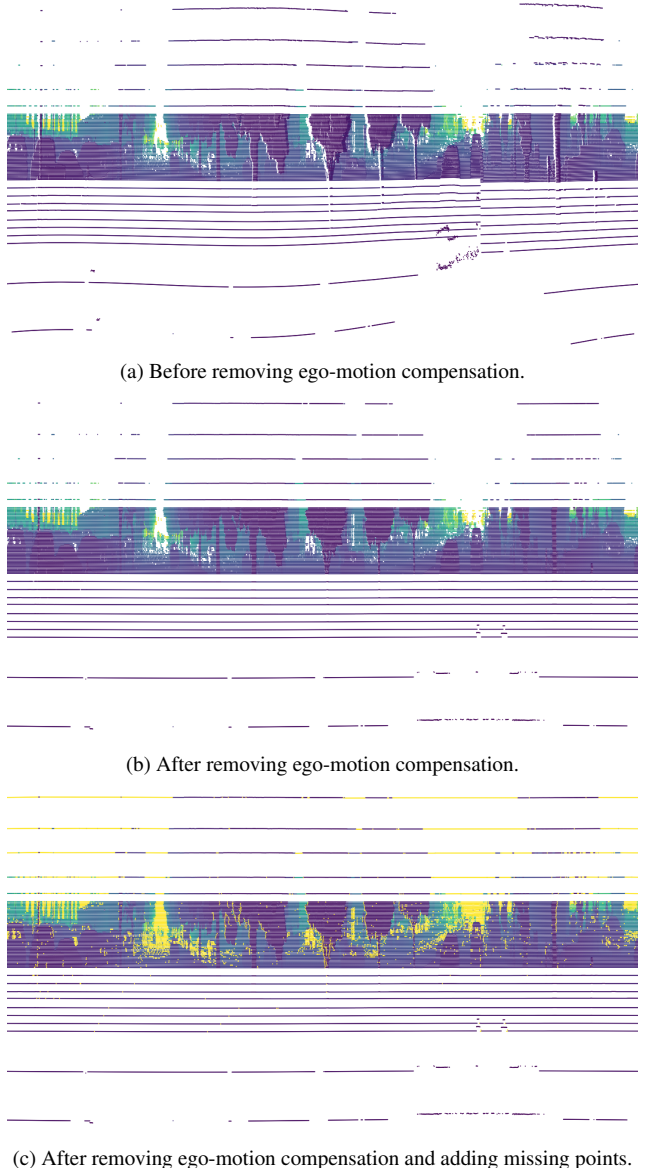 (a) Before removing ego-motion compensation.
(b) After removing ego-motion compensation.
(c) After removing ego-motion compensation and adding missing points.